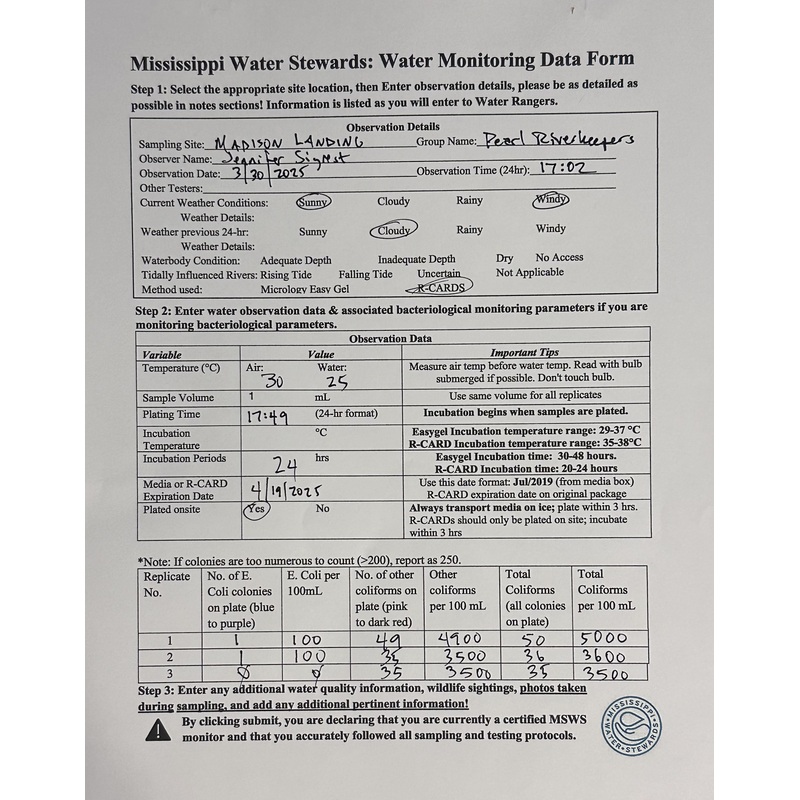 Mississippi Water Stewards: Water Monitoring Data Form
Step 1: Select the appropriate site location, then Enter observation details, please be as detailed as
possible in notes sections! Information is listed as you will enter to Water Rangers.
Observation Details
Sampling Site: MADISON LANDING Group Name: Pearl Riverkeepers
Observer Name: Jennifer Sigrest
Observation Date: 3/30/2025 Observation Time (24hr): 17:02
Other Testers:
Current Weather Conditions: Sunny Cloudy Rainy Windy
Weather Details:
Weather previous 24-hr: Sunny Cloudy Rainy Windy
Weather Details:
Waterbody Condition: Adequate Depth Inadequate Depth Dry No Access
Tidally Influenced Rivers: Rising Tide Falling Tide Uncertain Not Applicable
Method used: Micrology Easy Gel R-CARDS
Step 2: Enter water observation data & associated bacteriological monitoring parameters if you are
monitoring bacteriological parameters.
Observation Data
Variable Value Important Tips
Temperature (°C) Air: 30 Water: 25 Measure air temp before water temp. Read with bulb
submerged if possible. Don't touch bulb.
Sample Volume 1 mL Use same volume for all replicates
Plating Time 17:49 (24-hr format) Incubation begins when samples are plated.
Incubation °C Easygel Incubation temperature range: 29-37 °C
Temperature R-CARD Incubation temperature range: 35-38°C
Incubation Periods 24 hrs Easygel Incubation time: 30-48 hours.
R-CARD Incubation time: 20-24 hours
Media or R-CARD 4/19/2025 Use this date format: Jul/2019 (from media box)
Expiration Date R-CARD expiration date on original package
Plated onsite Yes No Always transport media on ice; plate within 3 hrs.
R-CARDs should only be plated on site; incubate
within 3 hrs
*Note: If colonies are too numerous to count (>200), report as 250.
Replicate No. of E. E. Coli per No. of other Other Total Total
No. Coli colonies 100mL coliforms on coliforms Coliforms Coliforms
on plate (blue plate (pink per 100 mL (all colonies per 100 mL
to purple) to dark red) on plate)
1 1 100 49 4900 50 5000
2 1 100 35 3500 36 3600
3 0 0 35 3500 35 3500
Step 3: Enter any additional water quality information, wildlife sightings, photos taken
during sampling, and add any additional pertinent information!
By clicking submit, you are declaring that you are currently a certified MSWS
monitor and that you accurately followed all sampling and testing protocols.
MISSISSIPPI
WATER STEWARDS